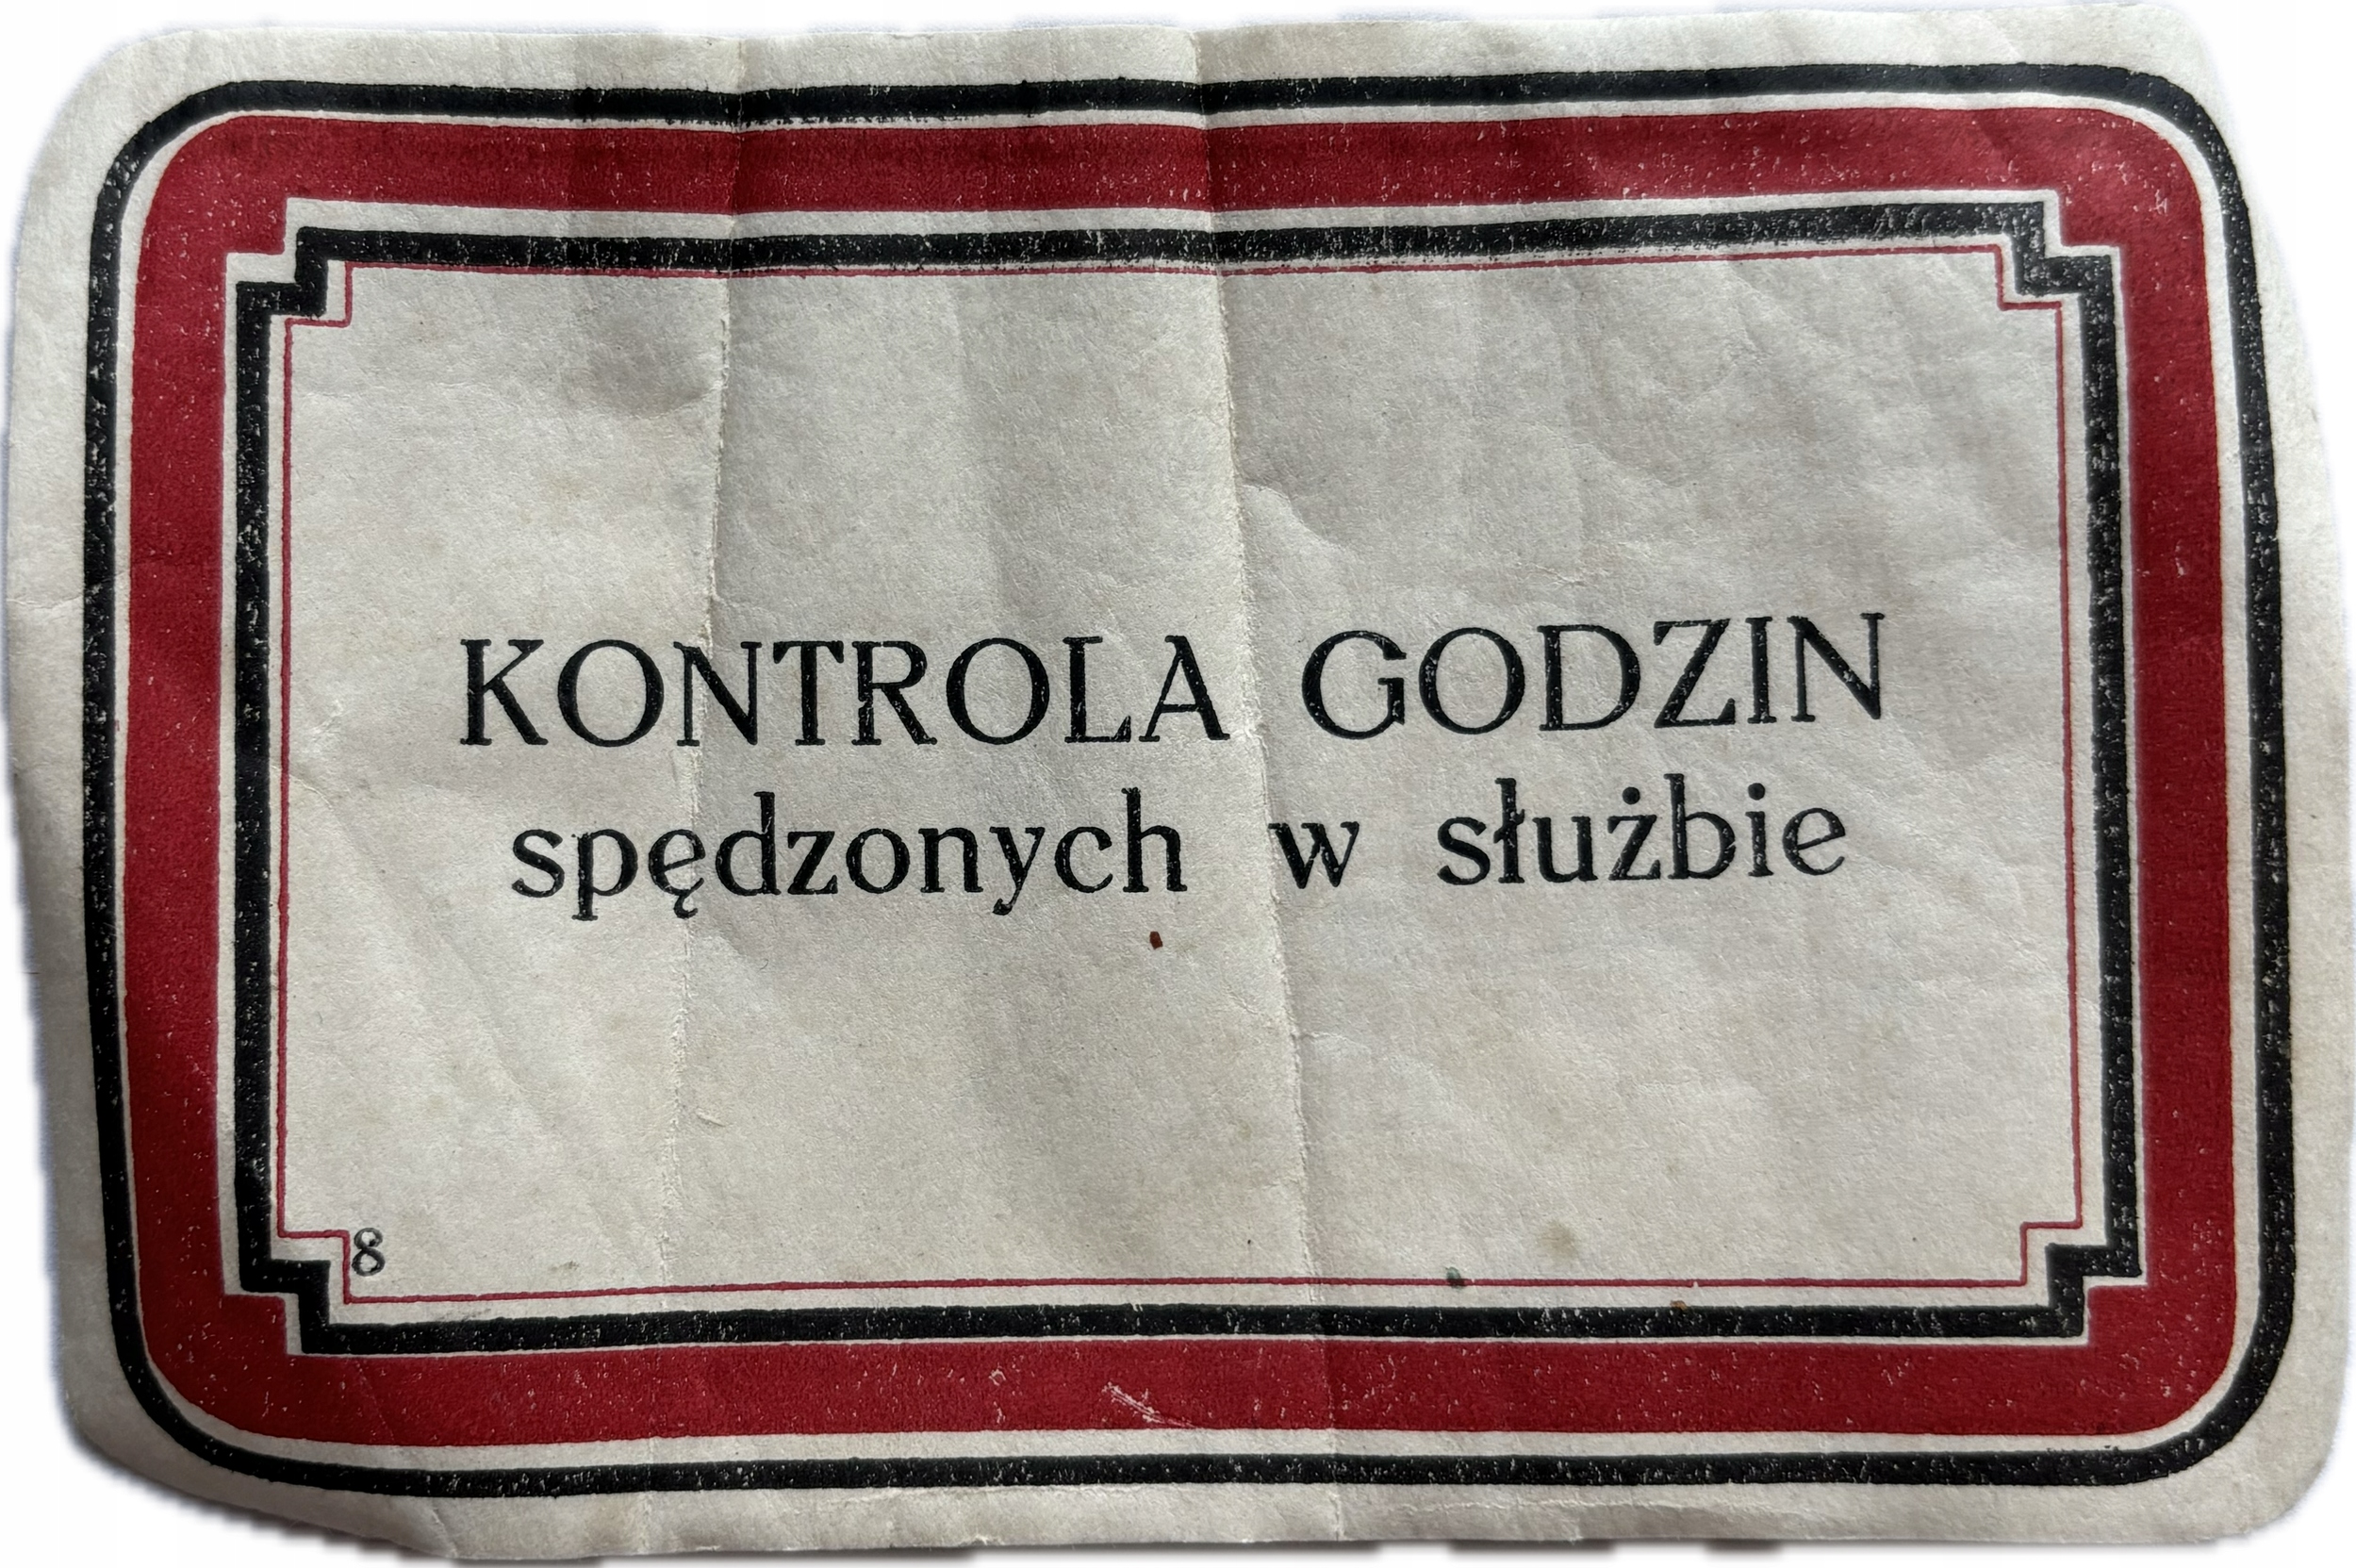 KONTROLA GODZIN
spędzonych w służbie
8